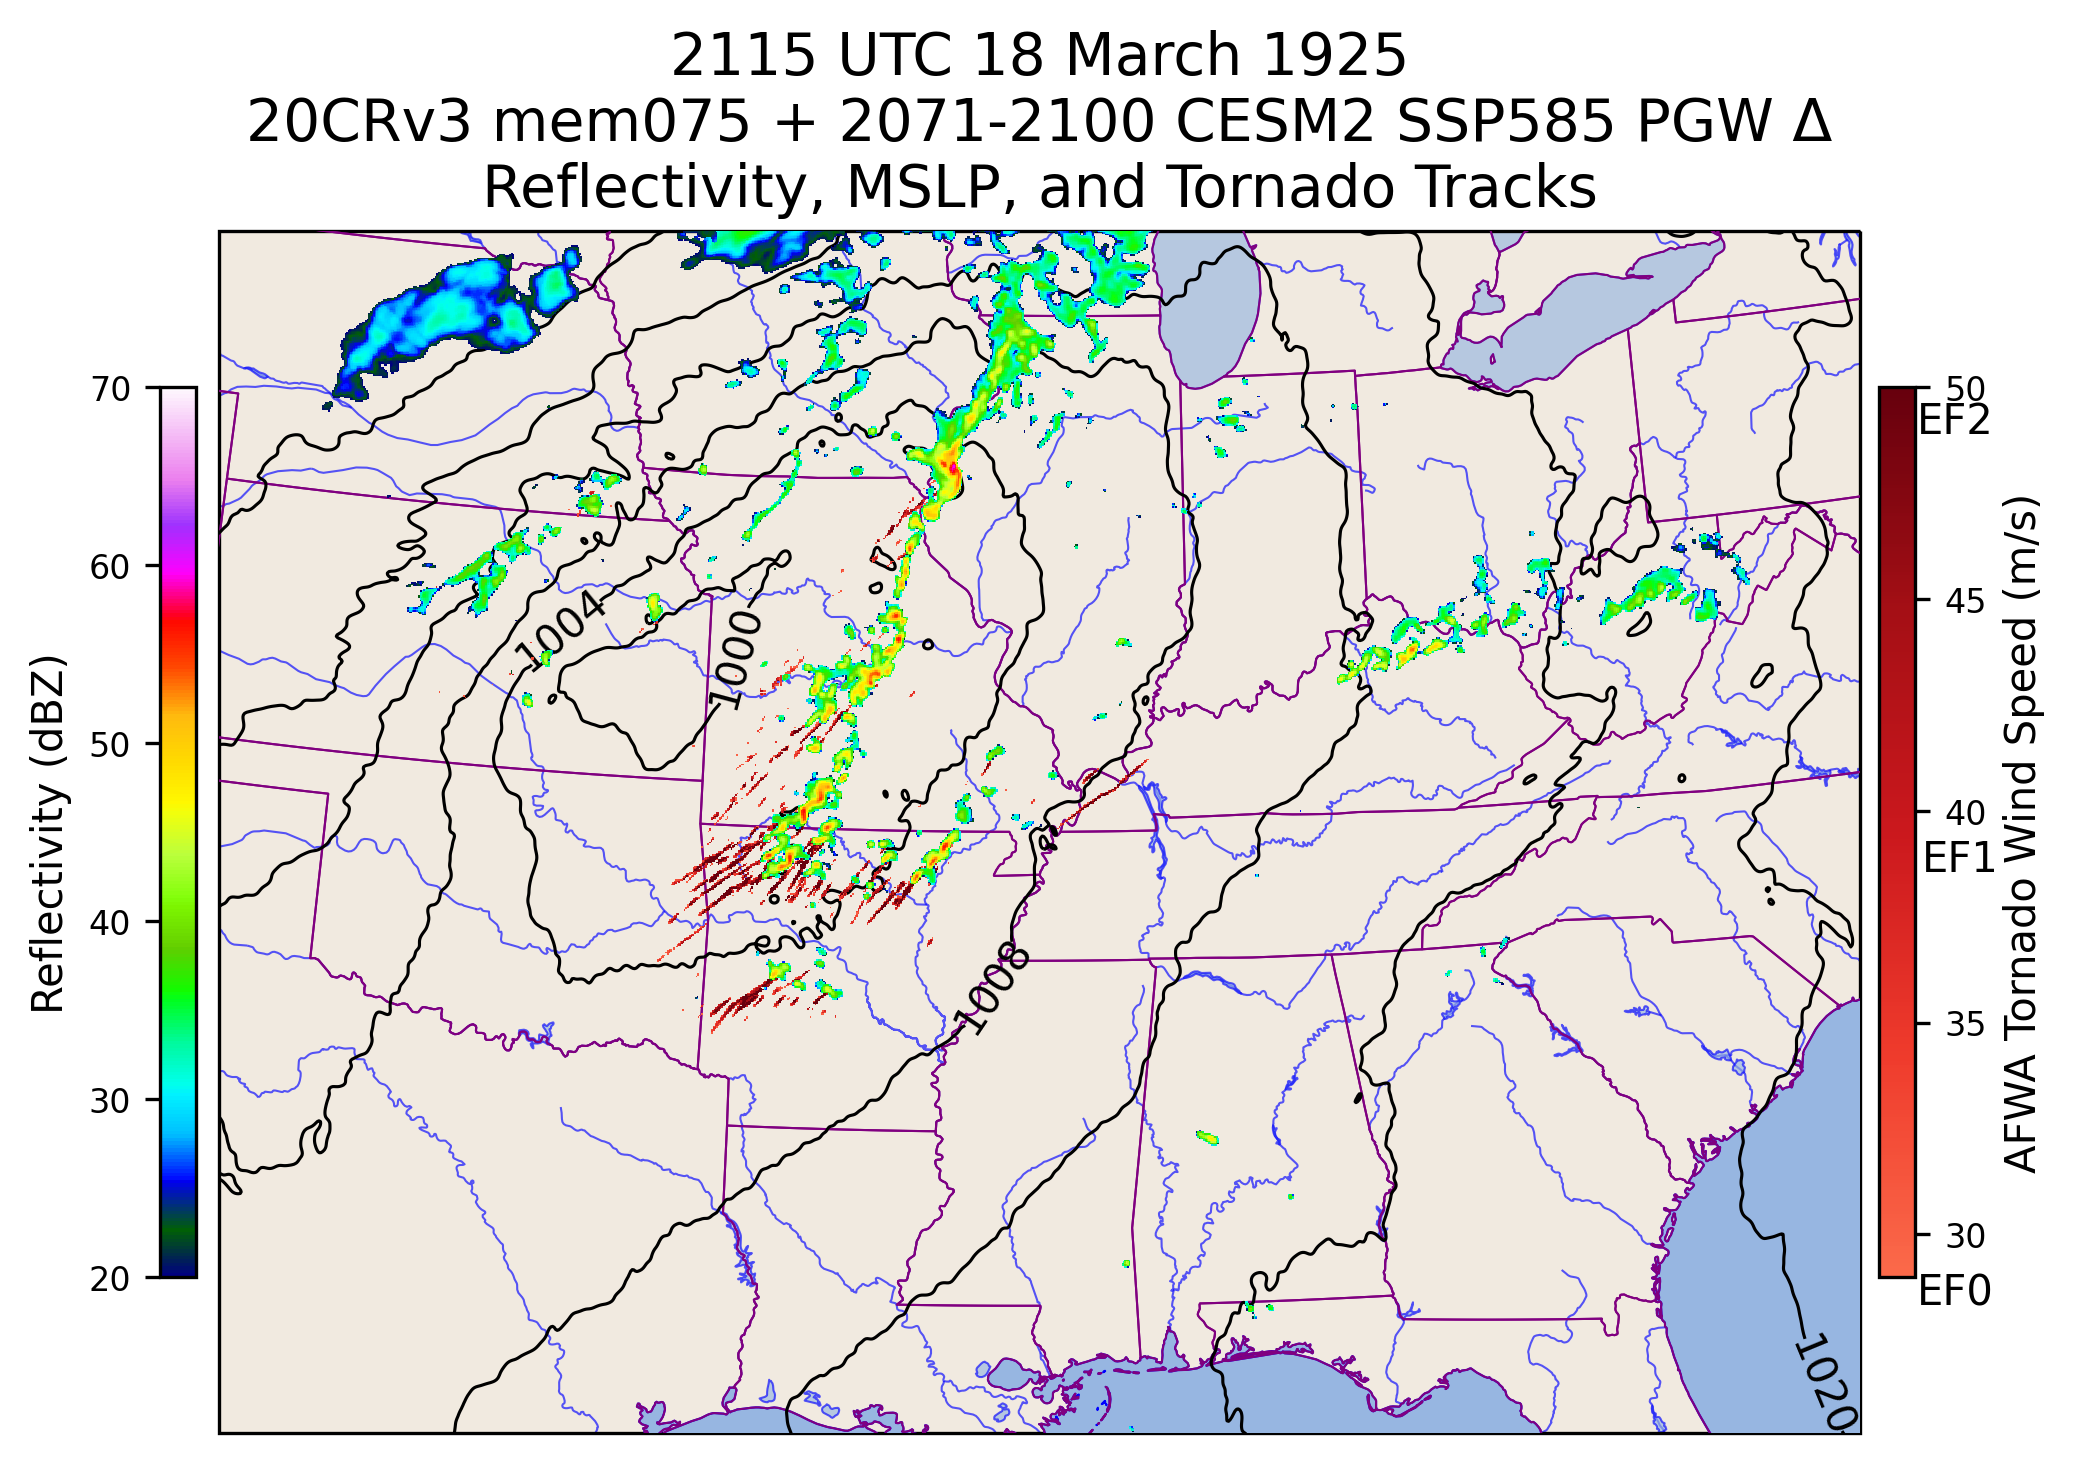 2115 UTC 18 March 1925
20CRv3 mem075 + 2071-2100 CESM2 SSP585 PGW Δ
Reflectivity, MSLP, and Tornado Tracks
70
60
50
40
30
20
Reflectivity (dBZ)
1004
1000
1008
1020
50
EF2
45
40
EF1
35
30
EF0
AFWA Tornado Wind Speed (m/s)